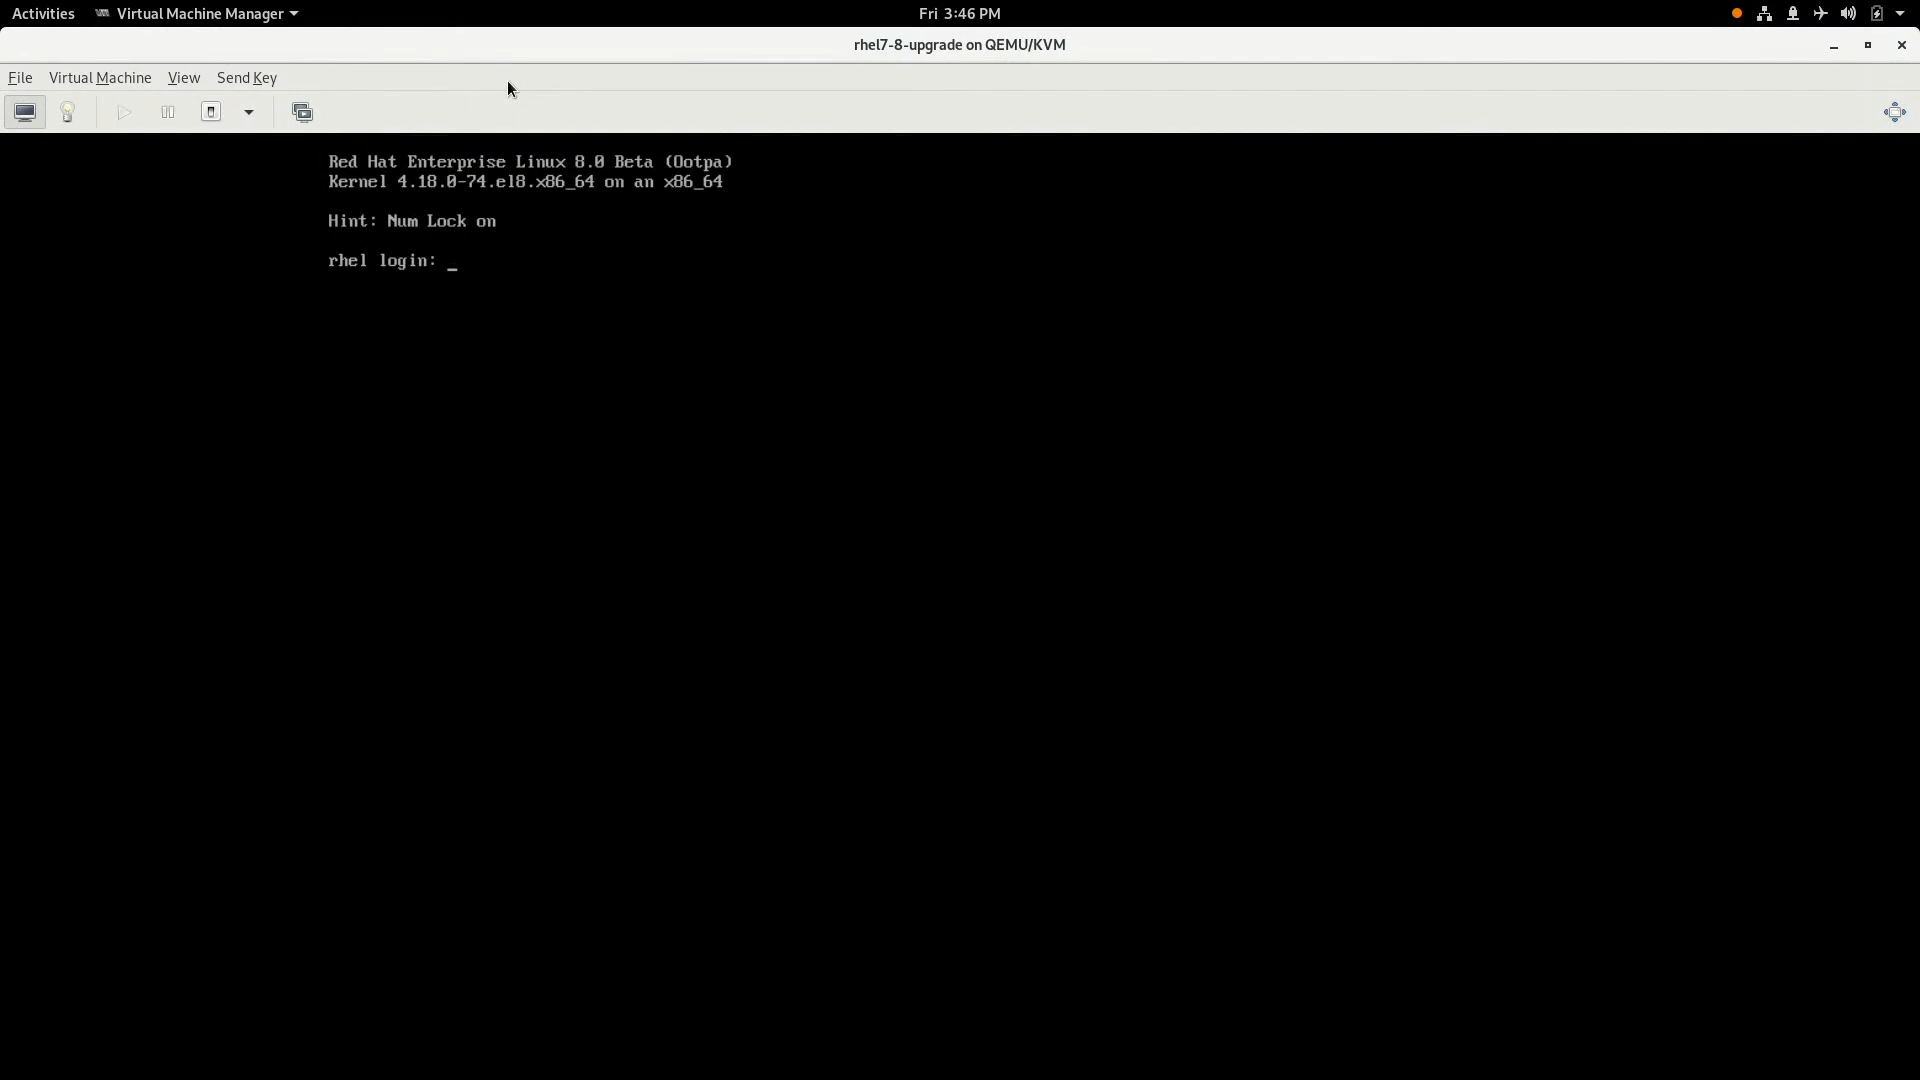 Activities Virtual Machine Manager Fri 3:46 PM
rhel7-8-upgrade on QEMU/KVM
File Virtual Machine View Send Key
Red Hat Enterprise Linux 8.0 Beta (Ootpa)
Kernel 4.18.0-74.el8.x86_64 on an x86_64
Hint: Num Lock on
rhel login: _